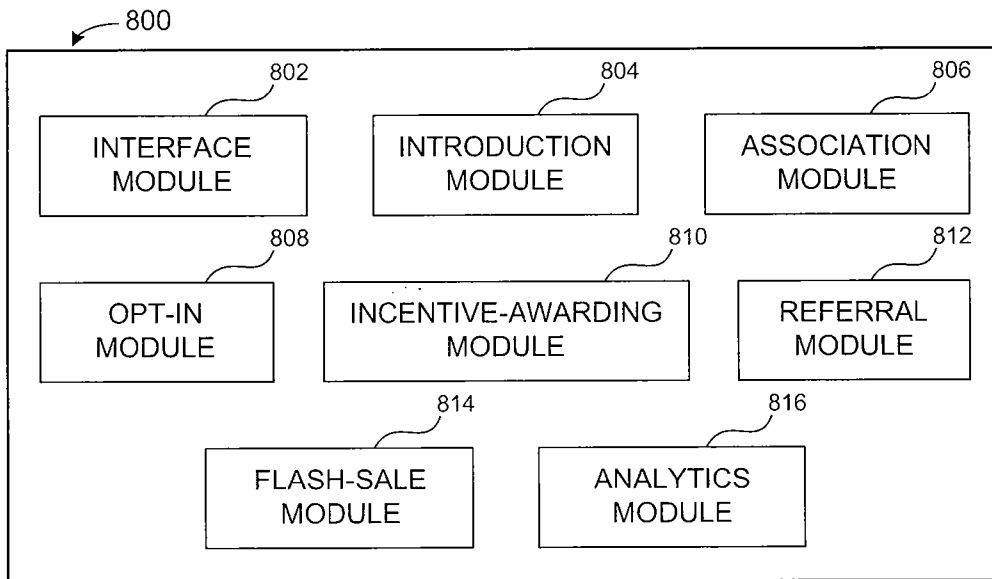 800
802
804
806
INTERFACE
MODULE
INTRODUCTION
MODULE
ASSOCIATION
MODULE
808
810
812
OPT-IN
MODULE
INCENTIVE-AWARDING
MODULE
REFERRAL
MODULE
814
816
FLASH-SALE
MODULE
ANALYTICS
MODULE